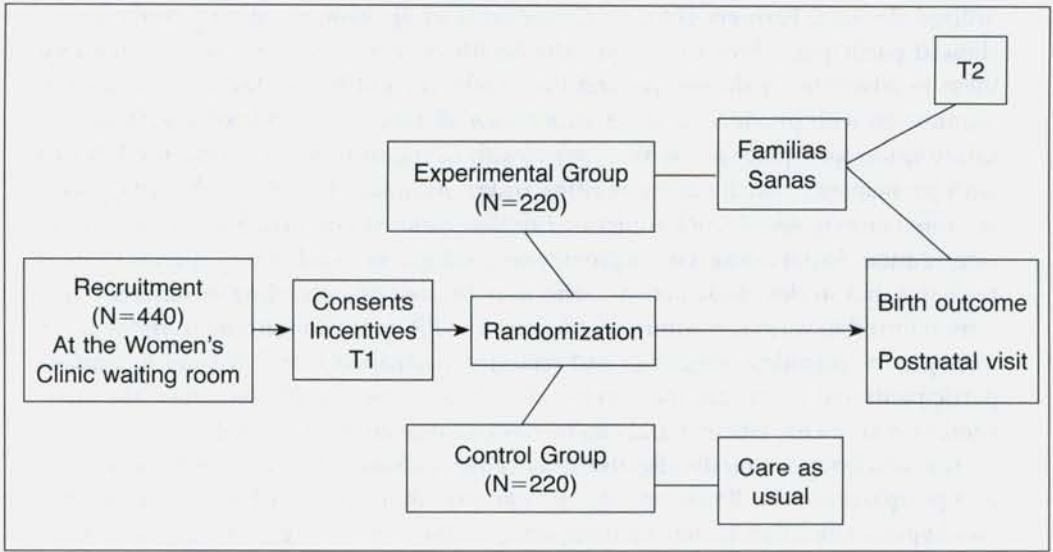 T2
Familias
Sanas
Experimental Group
(N=220)
Recruitment
(N=440)
At the Women's
Clinic waiting room
Consents
Incentives
T1
Randomization
Birth outcome
Postnatal visit
Control Group
(N=220)
Care as
usual